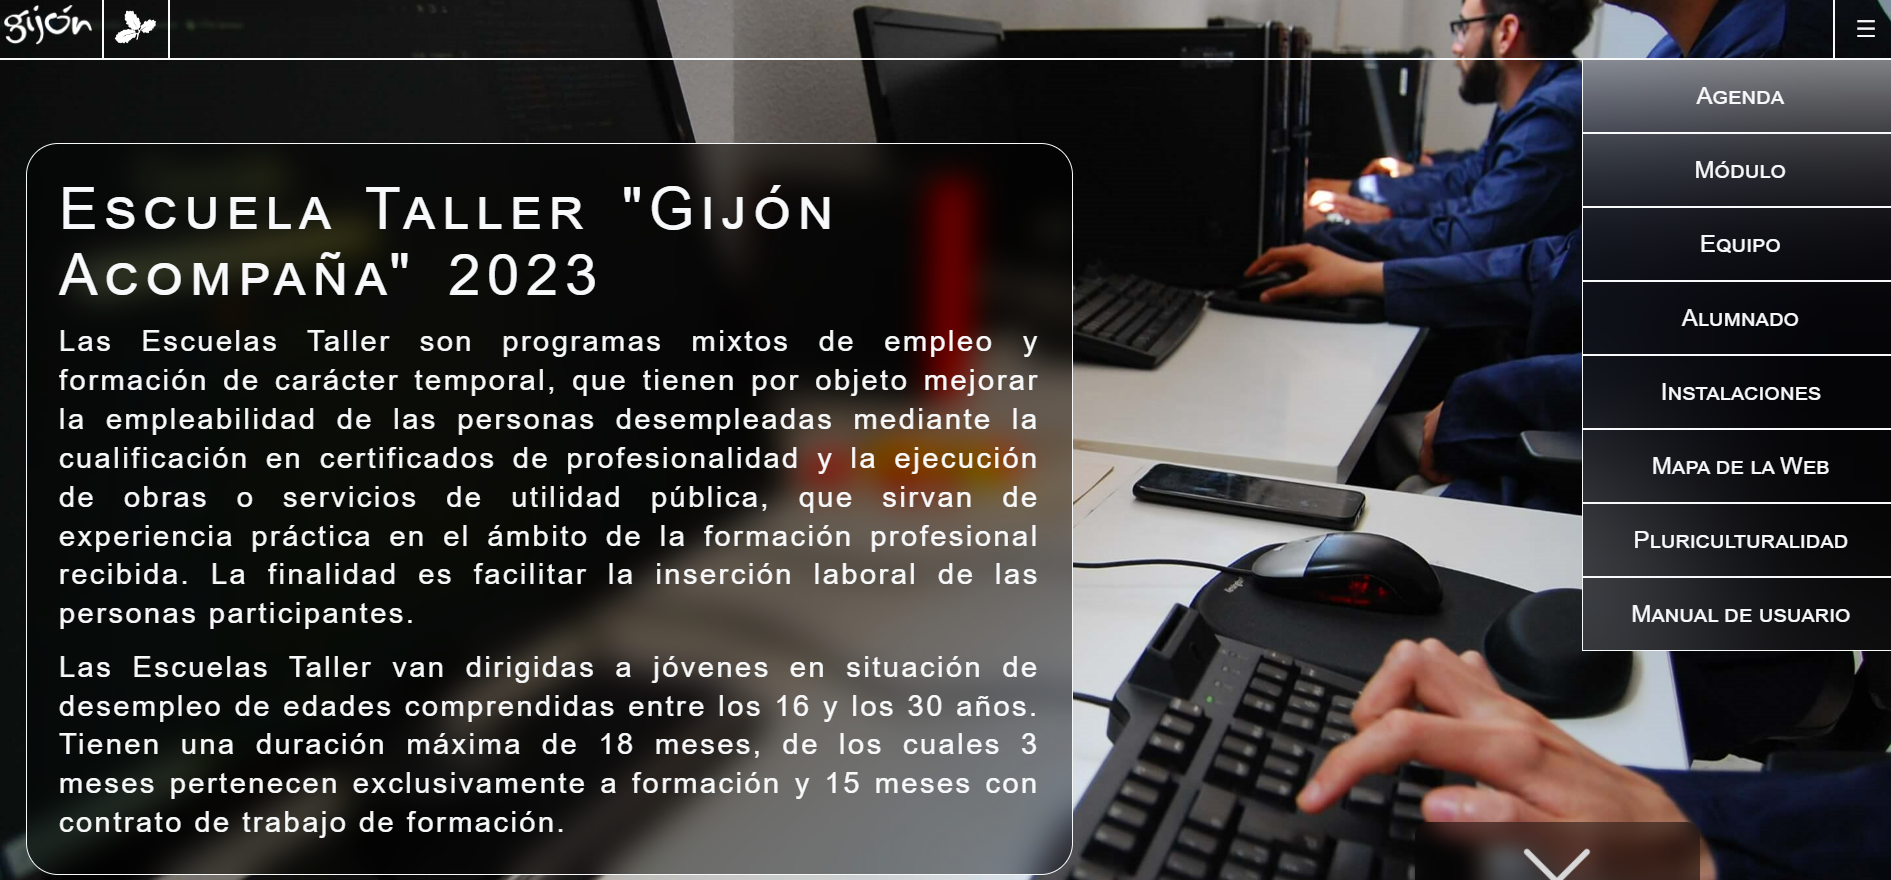 gijón
☰
Agenda
Módulo
Equipo
Alumnado
Instalaciones
Mapa de la Web
Pluriculturalidad
Manual de usuario
Escuela Taller "Gijón
Acompaña" 2023
Las Escuelas Taller son programas mixtos de empleo y
formación de carácter temporal, que tienen por objeto mejorar
la empleabilidad de las personas desempleadas mediante la
cualificación en certificados de profesionalidad y la ejecución
de obras o servicios de utilidad pública, que sirvan de
experiencia práctica en el ámbito de la formación profesional
recibida. La finalidad es facilitar la inserción laboral de las
personas participantes.
Las Escuelas Taller van dirigidas a jóvenes en situación de
desempleo de edades comprendidas entre los 16 y los 30 años.
Tienen una duración máxima de 18 meses, de los cuales 3
meses pertenecen exclusivamente a formación y 15 meses con
contrato de trabajo de formación.